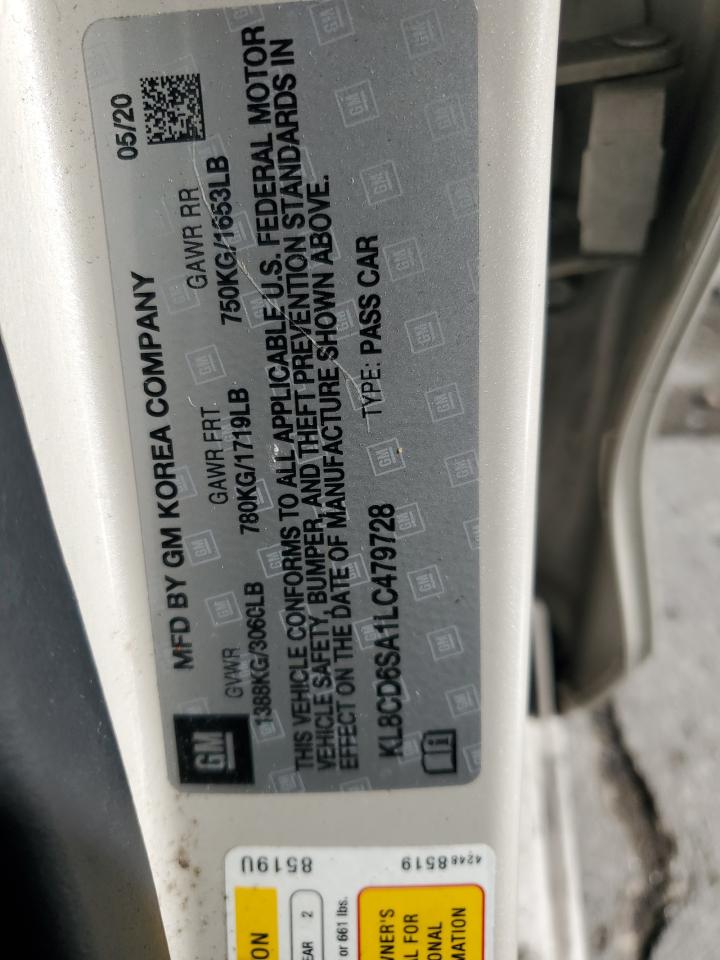 MFD BY GM KOREA COMPANY
05/20
GVWR
GAWR FRT
GAWR RR
1388KG/3060LB
780KG/1719LB
750KG/1653LB
THIS VEHICLE CONFORMS TO ALL APPLICABLE U.S. FEDERAL MOTOR
VEHICLE SAFETY, BUMPER, AND THEFT PREVENTION STANDARDS IN
EFFECT ON THE DATE OF MANUFACTURE SHOWN ABOVE.
KL8CD6SA1LC479728
TYPE: PASS CAR
GM
8519U
42488519
ON
EAR 2
or 661 lbs.
WNER'S
AL FOR
ONAL
MATION